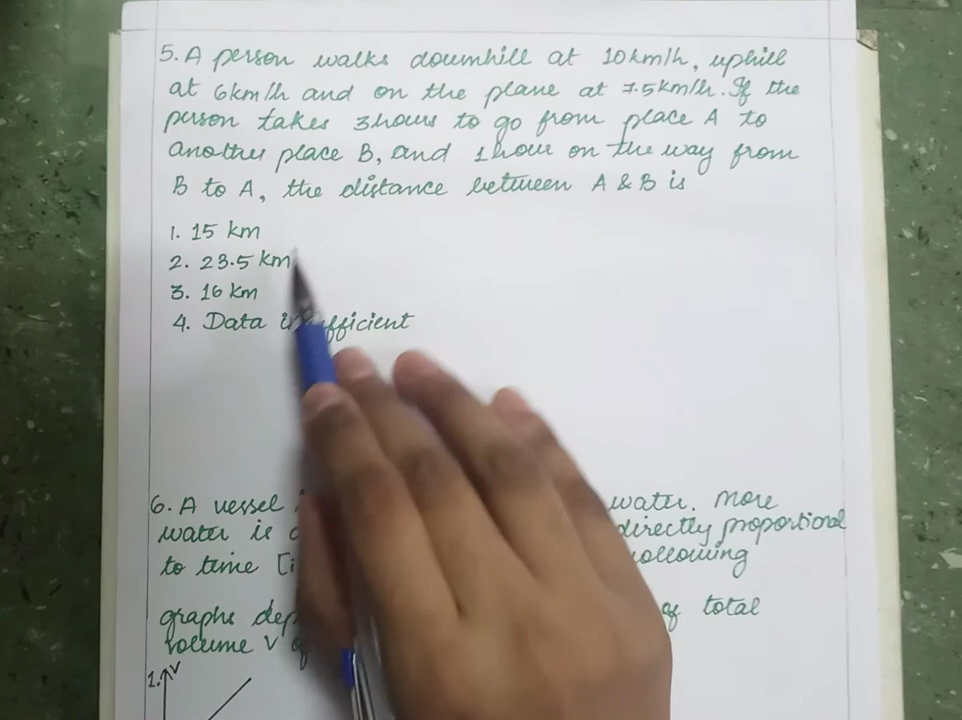 5. A person walks downhill at 10km/h, uphill
at 6km/h and on the plane at 7.5km/h. If the
person takes 3hours to go from place A to
another place B, and 1hour on the way from
B to A, the distance between A & B is
1. 15 km
2. 23.5 km
3. 16 km
4. Data insufficient
6. A vessel water. More
water is directly proportional
to time following
graphs of total
volume V
1. V